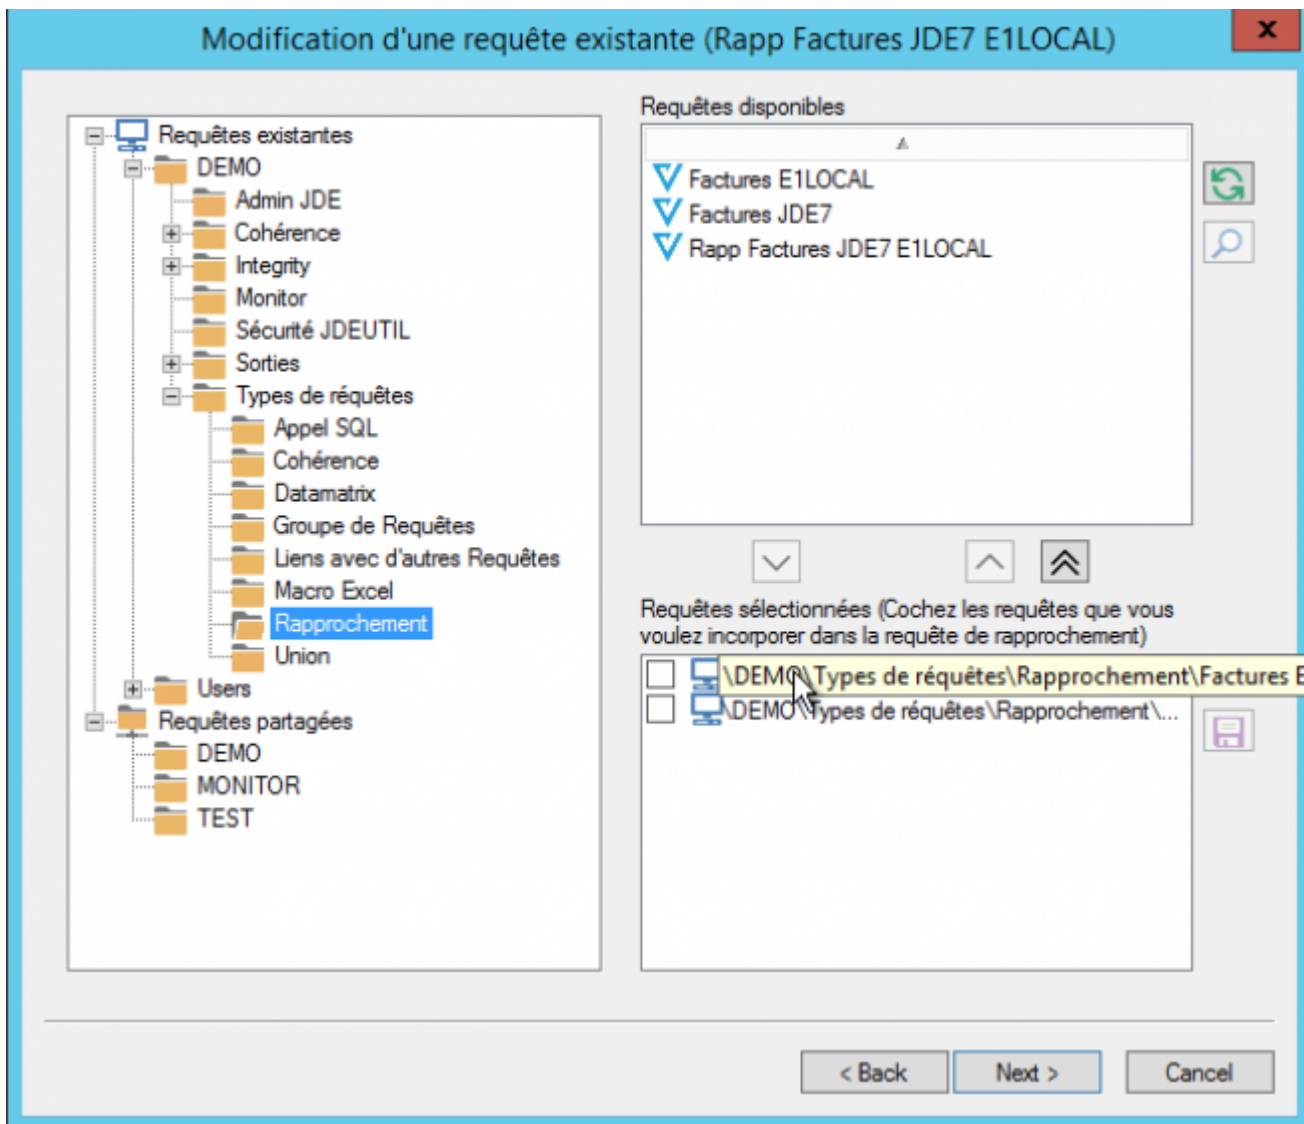 Modification d'une requête existante (Rapp Factures JDE7 E1LOCAL)
x
Requêtes existantes
DEMO
Admin JDE
Cohérence
Integrity
Monitor
Sécurité JDEUTIL
Sorties
Types de réquêtes
Appel SQL
Cohérence
Datamatrix
Groupe de Requêtes
Liens avec d'autres Requêtes
Macro Excel
Rapprochement
Union
Users
Requêtes partagées
DEMO
MONITOR
TEST
Requêtes disponibles
Factures E1LOCAL
Factures JDE7
Rapp Factures JDE7 E1LOCAL
Requêtes sélectionnées (Cochez les requêtes que vous
voulez incorporer dans la requête de rapprochement)
\DEMO\Types de réquêtes\Rapprochement\Factures E
\DEMO\Types de réquêtes\Rapprochement\...
< Back
Next >
Cancel